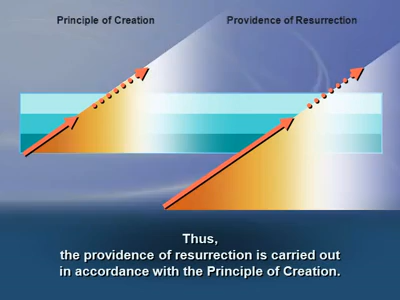 Principle of Creation
Providence of Resurrection
Thus,
the providence of resurrection is carried out
in accordance with the Principle of Creation.